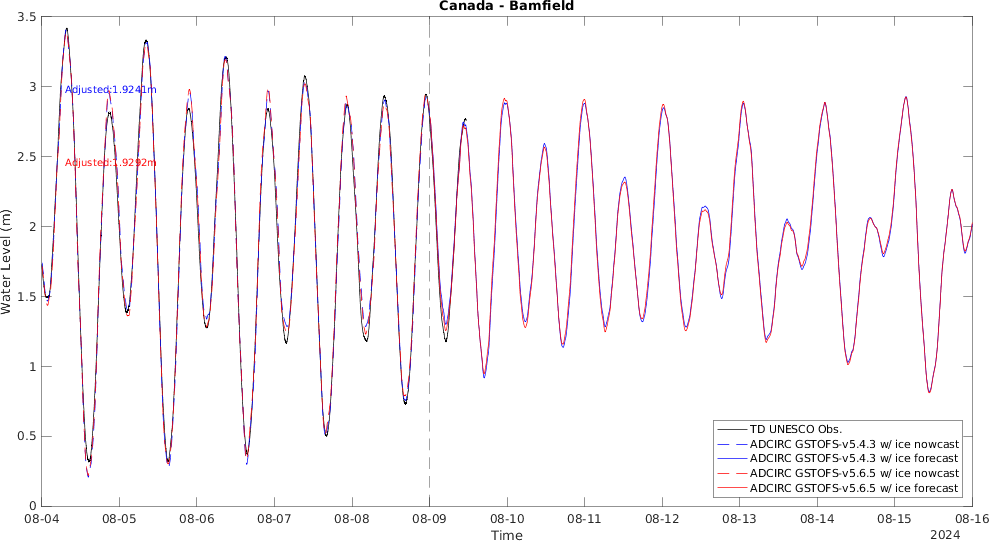 Canada - Bamfield
3.5
3
2.5
2
1.5
1
0.5
0
Water Level (m)
Adjusted:1.9241m
Adjusted:1.9292m
TD UNESCO Obs.
ADCIRC GSTOFS-v5.4.3 w/ ice nowcast
ADCIRC GSTOFS-v5.4.3 w/ ice forecast
ADCIRC GSTOFS-v5.6.5 w/ ice nowcast
ADCIRC GSTOFS-v5.6.5 w/ ice forecast
08-04 08-05 08-06 08-07 08-08 08-09 08-10 08-11 08-12 08-13 08-14 08-15 08-16
Time
2024